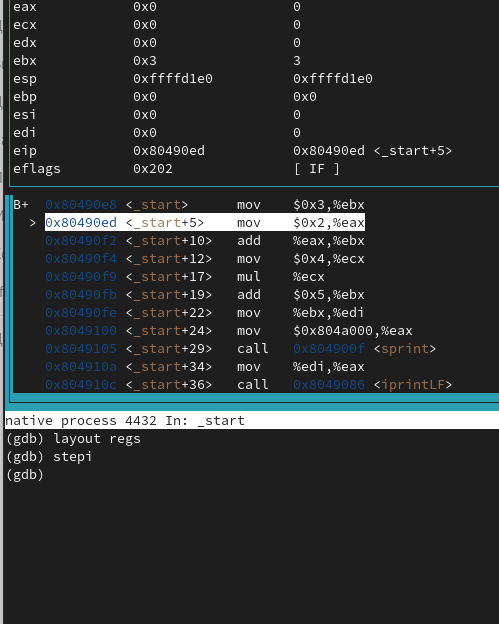 eax 0x0 0
ecx 0x0 0
edx 0x0 0
ebx 0x3 3
esp 0xffffd1e0 0xffffd1e0
ebp 0x0 0x0
esi 0x0 0
edi 0x0 0
eip 0x80490ed 0x80490ed <_start+5>
eflags 0x202 [ IF ]
B+ 0x80490e8 <_start> mov $0x3,%ebx
> 0x80490ed <_start+5> mov $0x2,%eax
0x80490f2 <_start+10> add %eax,%ebx
0x80490f4 <_start+12> mov $0x4,%ecx
0x80490f9 <_start+17> mul %ecx
0x80490fb <_start+19> add $0x5,%ebx
0x80490fe <_start+22> mov %ebx,%edi
0x8049100 <_start+24> mov $0x804a000,%eax
0x8049105 <_start+29> call 0x804900f <sprint>
0x804910a <_start+34> mov %edi,%eax
0x804910c <_start+36> call 0x8049086 <iprintLF>
native process 4432 In: _start
(gdb) layout regs
(gdb) stepi
(gdb)